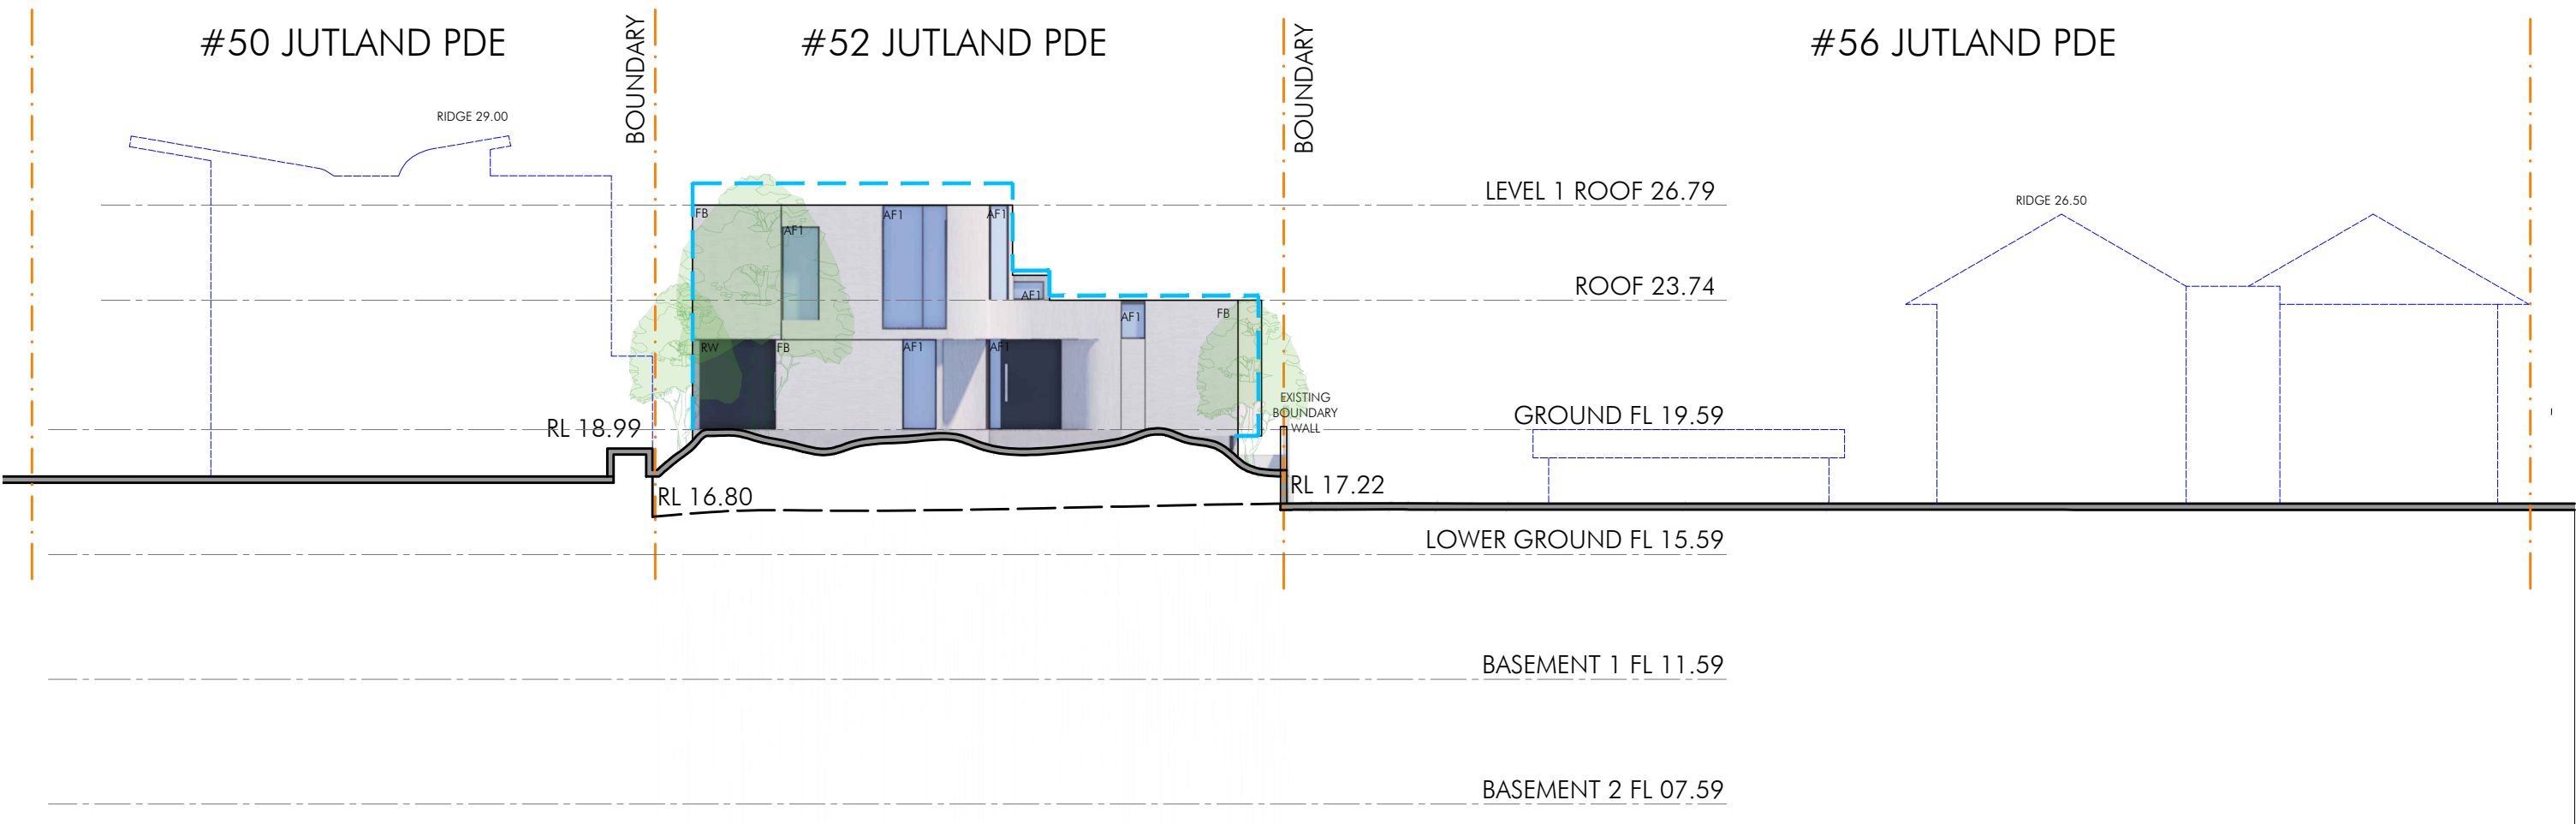 #50 JUTLAND PDE
BOUNDARY
#52 JUTLAND PDE
BOUNDARY
#56 JUTLAND PDE
RIDGE 29.00
LEVEL 1 ROOF 26.79
RIDGE 26.50
FB
AF1
AF1
AF1
ROOF 23.74
AF1
AF1
FB
RW
FB
AF1
AF1
EXISTING
BOUNDARY
WALL
GROUND FL 19.59
RL 18.99
RL 16.80
RL 17.22
LOWER GROUND FL 15.59
BASEMENT 1 FL 11.59
BASEMENT 2 FL 07.59